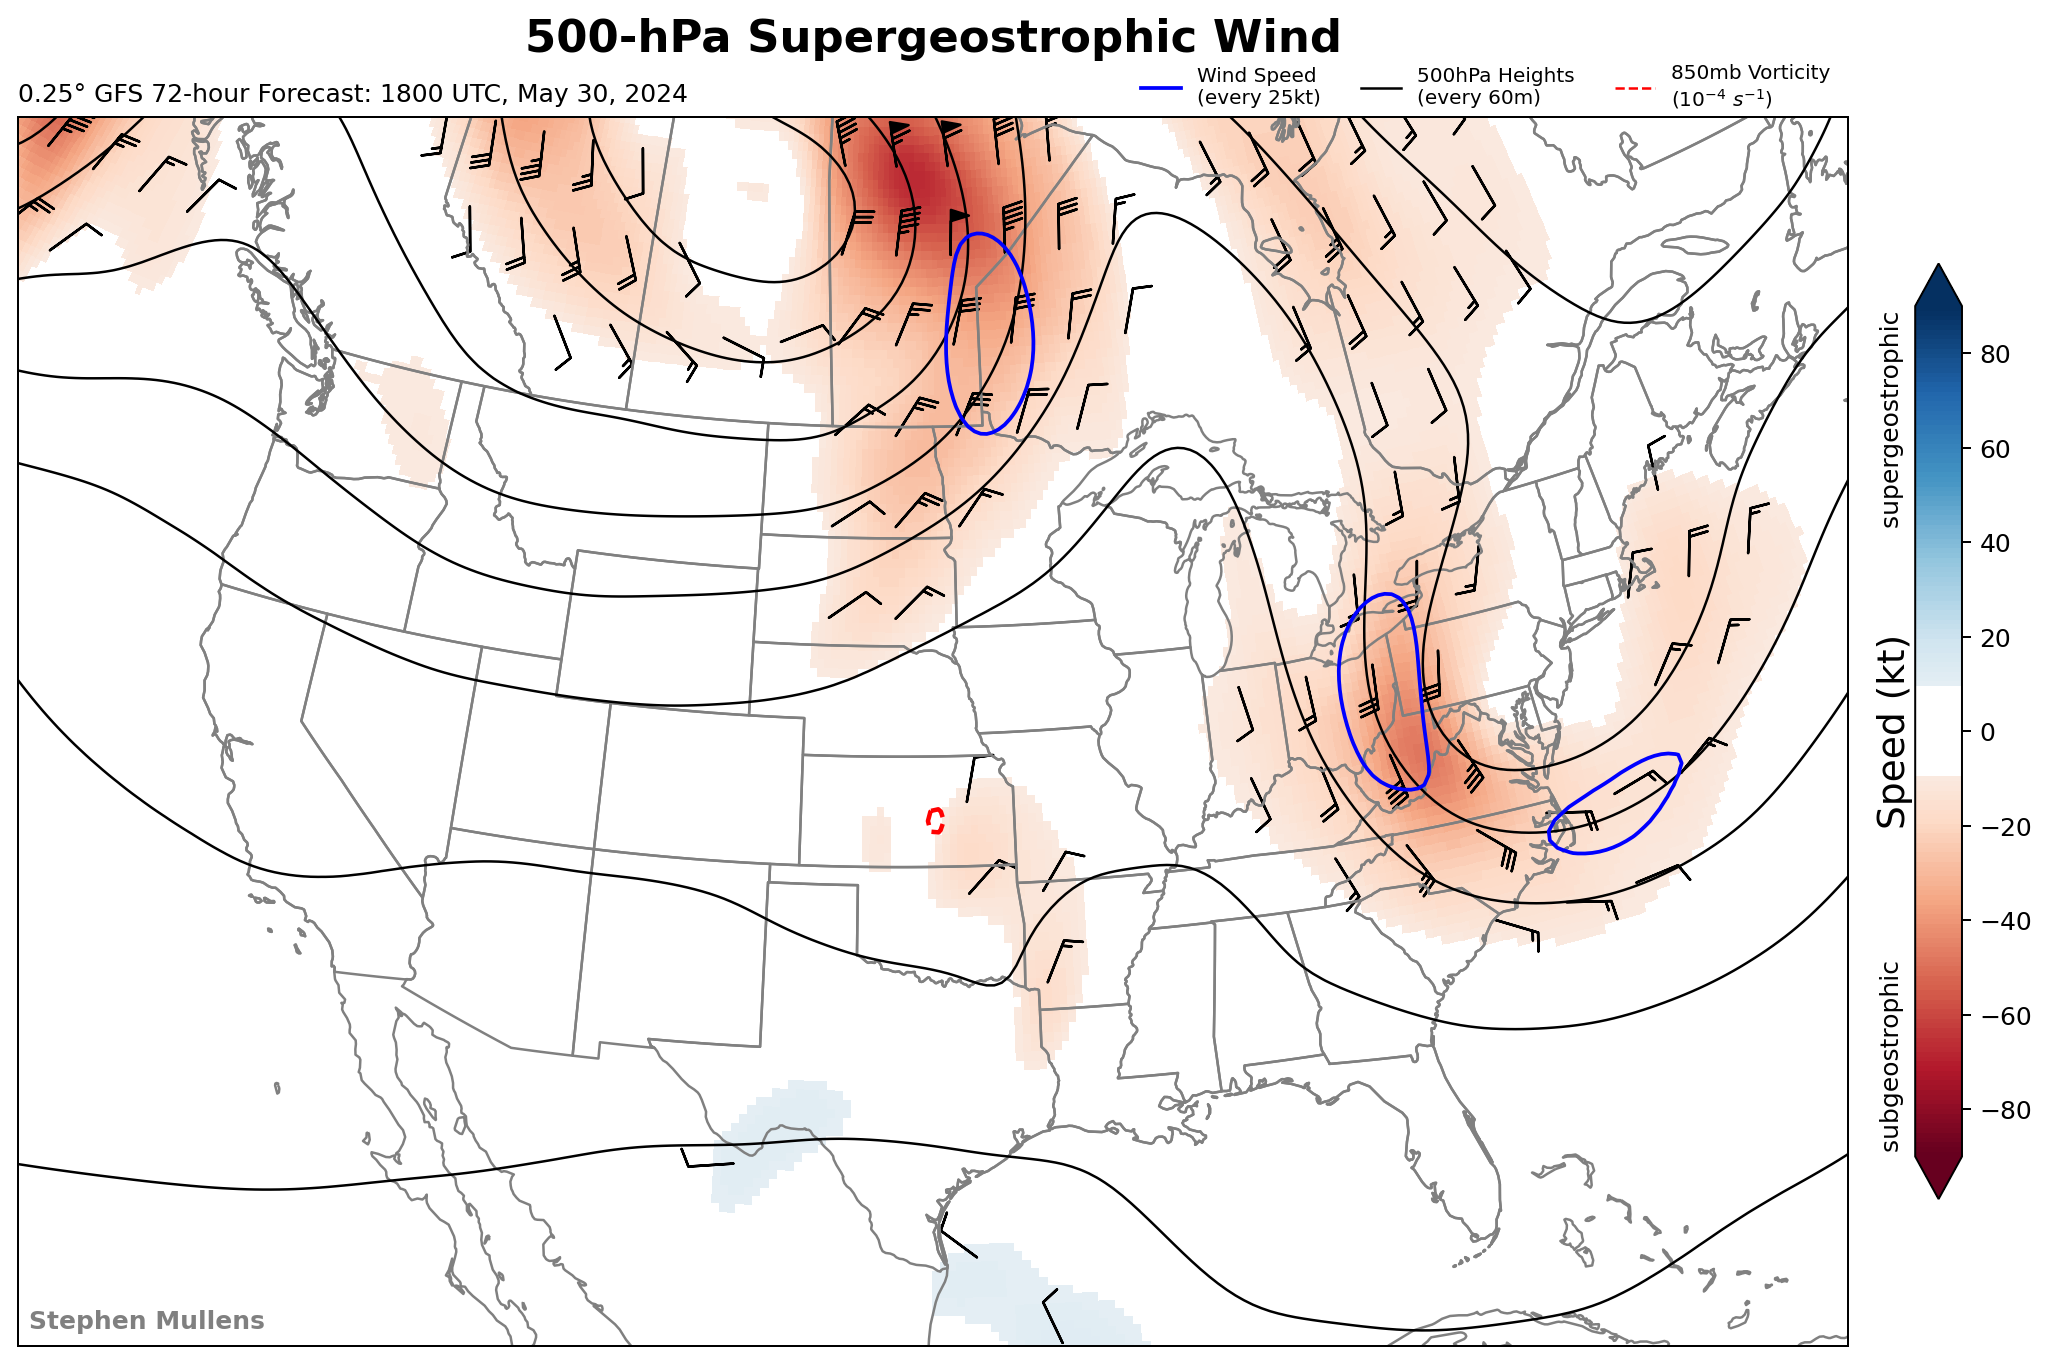 500-hPa Supergeostrophic Wind
0.25° GFS 72-hour Forecast: 1800 UTC, May 30, 2024
Wind Speed
(every 25kt)
500hPa Heights
(every 60m)
850mb Vorticity
(10⁻⁴ s⁻¹)
supergeostrophic
Speed (kt)
subgeostrophic
80
60
40
20
0
−20
−40
−60
−80
Stephen Mullens